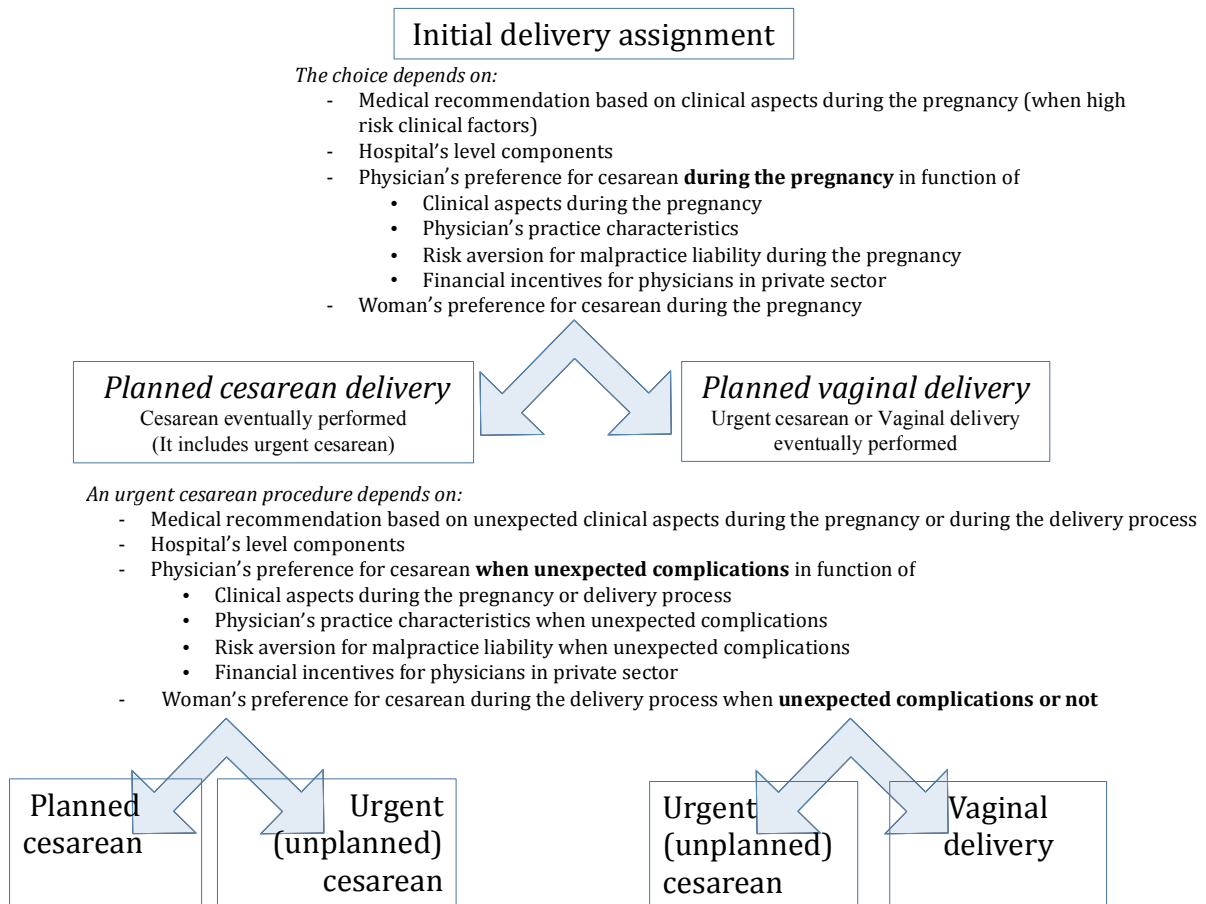 Initial delivery assignment
The choice depends on:
- Medical recommendation based on clinical aspects during the pregnancy (when high
risk clinical factors)
- Hospital’s level components
- Physician’s preference for cesarean during the pregnancy in function of
• Clinical aspects during the pregnancy
• Physician’s practice characteristics
• Risk aversion for malpractice liability during the pregnancy
• Financial incentives for physicians in private sector
- Woman’s preference for cesarean during the pregnancy
Planned cesarean delivery
Cesarean eventually performed
(It includes urgent cesarean)
Planned vaginal delivery
Urgent cesarean or Vaginal delivery
eventually performed
An urgent cesarean procedure depends on:
- Medical recommendation based on unexpected clinical aspects during the pregnancy or during the delivery process
- Hospital’s level components
- Physician’s preference for cesarean when unexpected complications in function of
• Clinical aspects during the pregnancy or delivery process
• Physician’s practice characteristics when unexpected complications
• Risk aversion for malpractice liability when unexpected complications
• Financial incentives for physicians in private sector
- Woman’s preference for cesarean during the delivery process when unexpected complications or not
Planned
cesarean
Urgent
(unplanned)
cesarean
Urgent
(unplanned)
cesarean
Vaginal
delivery